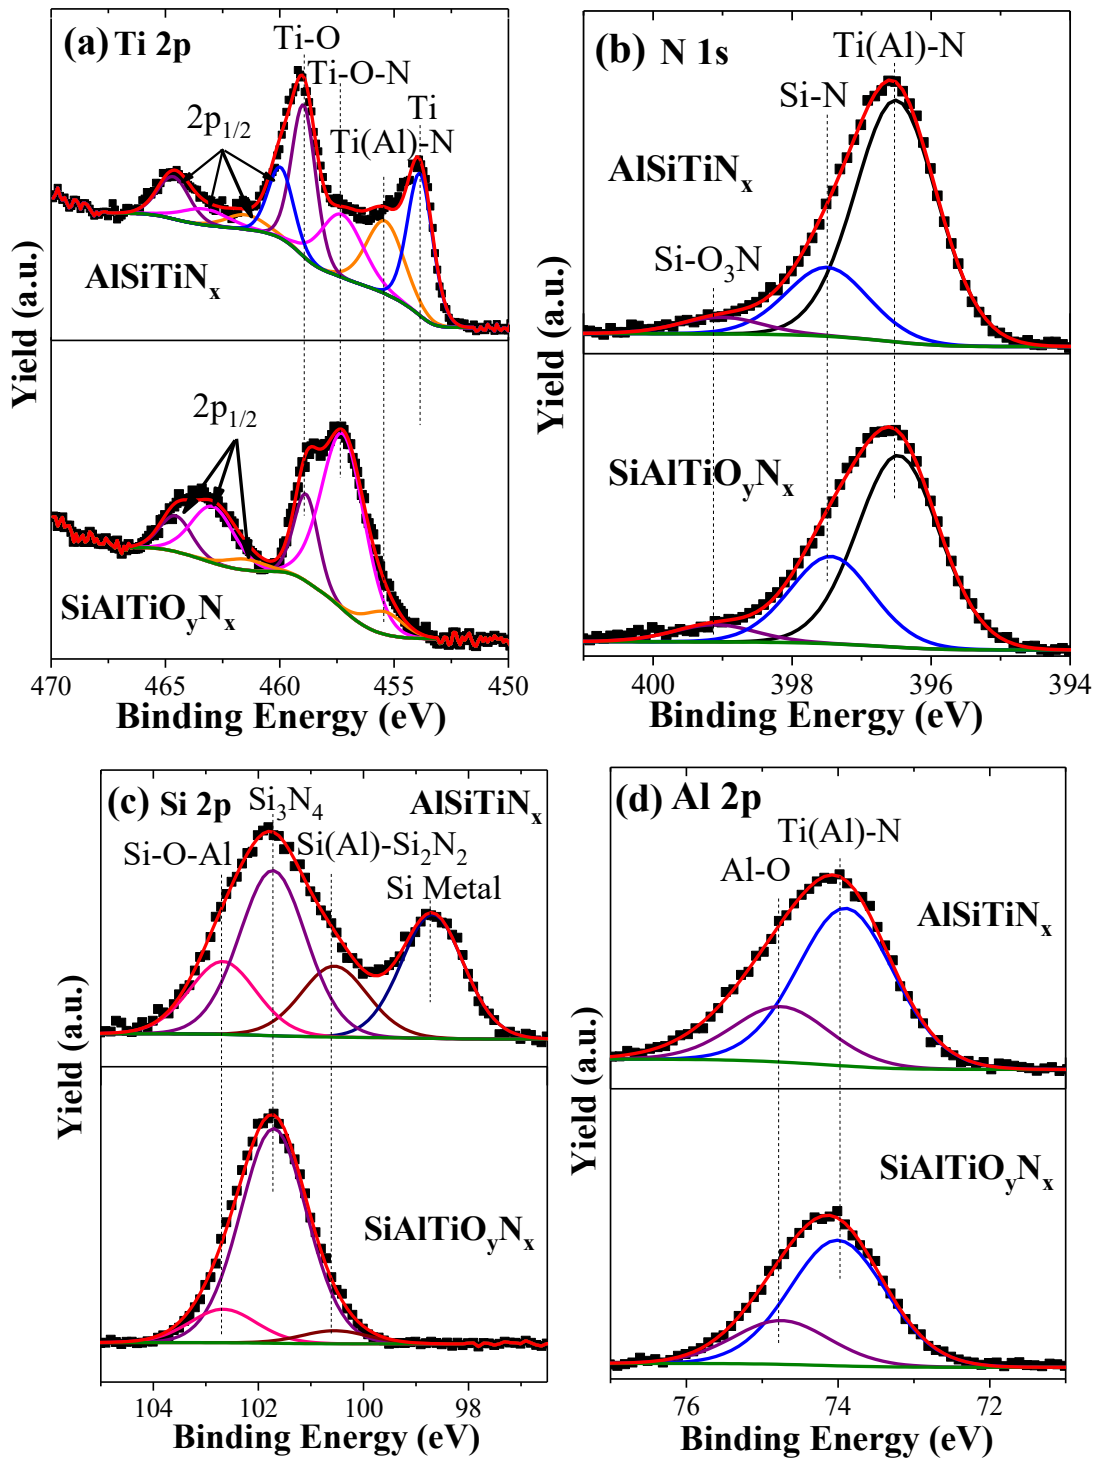 (a) Ti 2p
Ti-O
Ti-O-N
Ti
2p1/2
Ti(Al)-N
AlSiTiNx
2p1/2
SiAlTiOyNx
Yield (a.u.)
470 465 460 455 450
Binding Energy (eV)
(b) N 1s
Ti(Al)-N
Si-N
AlSiTiNx
Si-O3N
SiAlTiOyNx
Yield (a.u.)
400 398 396 394
Binding Energy (eV)
(c) Si 2p
Si3N4
AlSiTiNx
Si-O-Al
Si(Al)-Si2N2
Si Metal
SiAlTiOyNx
Yield (a.u.)
104 102 100 98
Binding Energy (eV)
(d) Al 2p
Ti(Al)-N
Al-O
AlSiTiNx
SiAlTiOyNx
Yield (a.u.)
76 74 72
Binding Energy (eV)